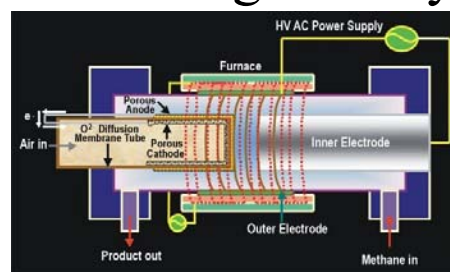 HV AC Power Supply
Furnace
Porous
Anode
e
O2 Diffusion
Membrane Tube
Porous
Cathode
Air in
Inner Electrode
Outer Electrode
Product out
Methane in